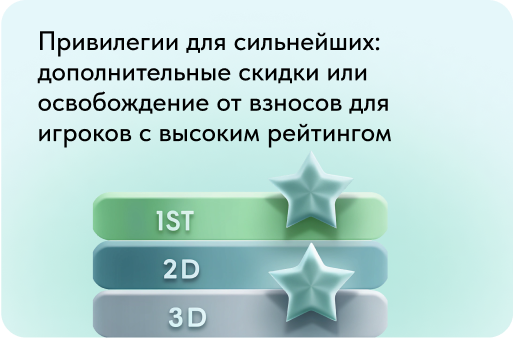 Привилегии для сильнейших:
дополнительные скидки или
освобождение от взносов для
игроков с высоким рейтингом
1ST
2D
3D